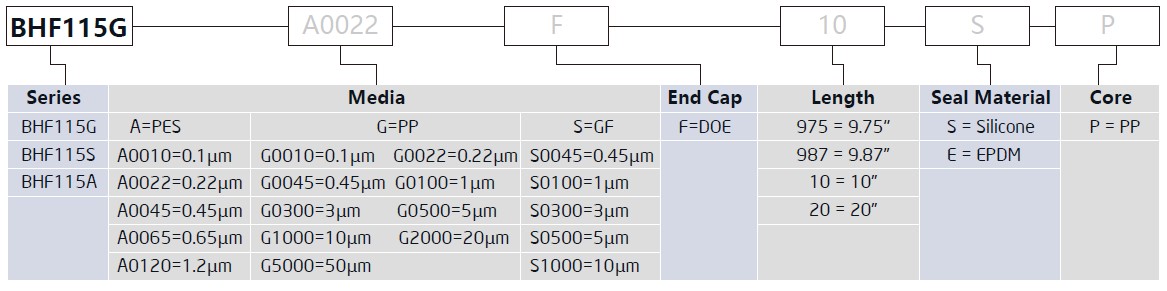 BHF115G A0022 F 10 S P
Series Media End Cap Length Seal Material Core
BHF115G A=PES G=PP S=GF F=DOE 975 = 9.75” S = Silicone P = PP
BHF115S A0010=0.1μm G0010=0.1μm G0022=0.22μm S0045=0.45μm 987 = 9.87” E = EPDM
BHF115A A0022=0.22μm G0045=0.45μm G0100=1μm S0100=1μm 10 = 10”
A0045=0.45μm G0300=3μm G0500=5μm S0300=3μm 20 = 20”
A0065=0.65μm G1000=10μm G2000=20μm S0500=5μm
A0120=1.2μm G5000=50μm S1000=10μm